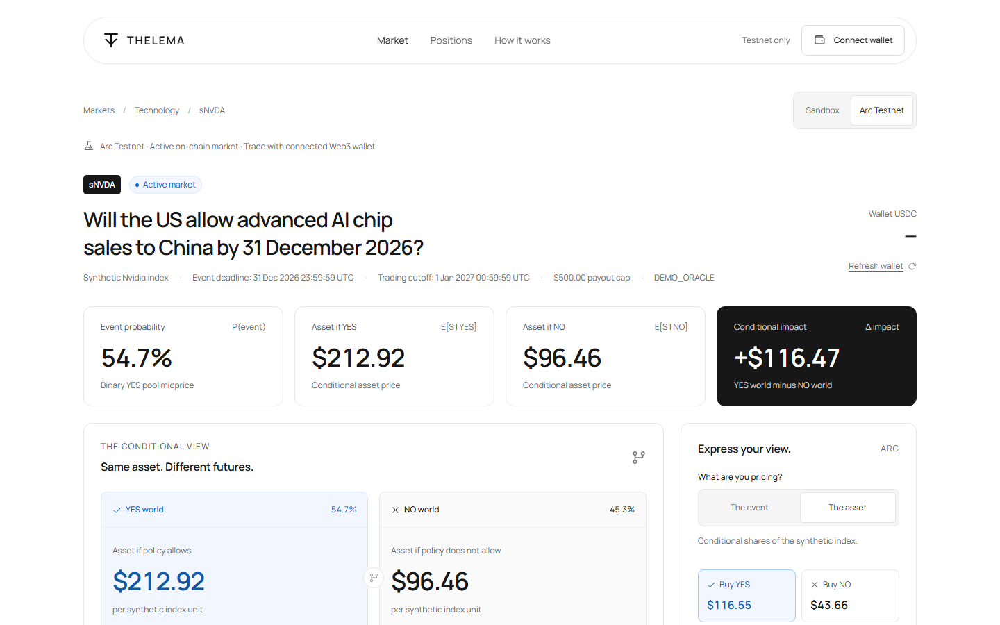 THELEMA
Market
Positions
How it works
Testnet only
Connect wallet
Markets / Technology / sNVDA
Sandbox
Arc Testnet
Arc Testnet · Active on-chain market · Trade with connected Web3 wallet
sNVDA
Active market
Will the US allow advanced AI chip
sales to China by 31 December 2026?
Wallet USDC
—
Refresh wallet
Synthetic Nvidia index · Event deadline: 31 Dec 2026 23:59:59 UTC · Trading cutoff: 1 Jan 2027 00:59:59 UTC · $500.00 payout cap · DEMO_ORACLE
Event probability
P(event)
54.7%
Binary YES pool midprice
Asset if YES
E[S | YES]
$212.92
Conditional asset price
Asset if NO
E[S | NO]
$96.46
Conditional asset price
Conditional impact
Δ impact
+$116.47
YES world minus NO world
THE CONDITIONAL VIEW
Same asset. Different futures.
YES world
54.7%
Asset if policy allows
$212.92
per synthetic index unit
NO world
45.3%
Asset if policy does not allow
$96.46
per synthetic index unit
Express your view.
ARC
What are you pricing?
The event
The asset
Conditional shares of the synthetic index.
Buy YES
$116.55
Buy NO
$43.66